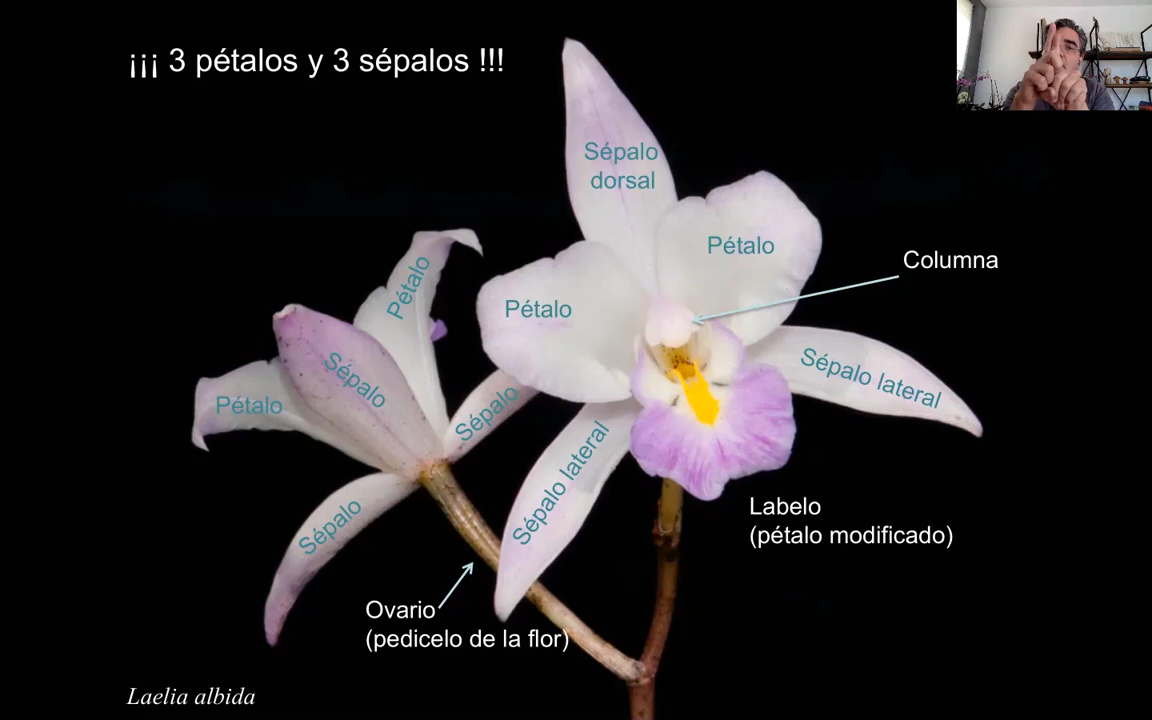 ¡¡¡ 3 pétalos y 3 sépalos !!!
Sépalo
dorsal
Pétalo
Columna
Pétalo
Pétalo
Sépalo
Pétalo
Sépalo
Sépalo lateral
Sépalo lateral
Sépalo
Labelo
(pétalo modificado)
Ovario
(pedicelo de la flor)
Laelia albida